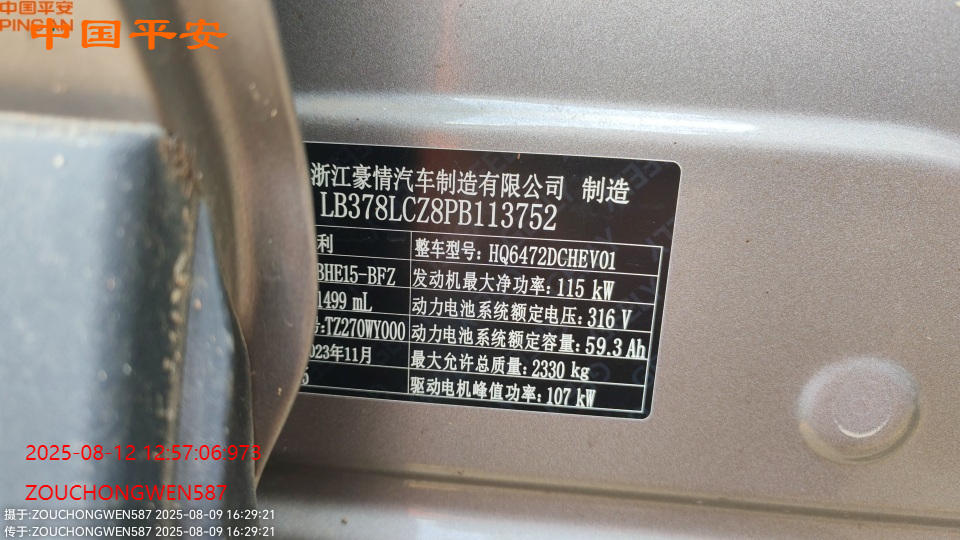 中国平安
PINGAN
中国平安
浙江豪情汽车制造有限公司 制造
LB378LCZ8PB113752
利 整车型号: HQ6472DCHEV01
BHE15-BFZ 发动机最大净功率: 115 kW
1499 mL 动力电池系统额定电压: 316 V
号:TZ270WY000 动力电池系统额定容量: 59.3 Ah
023年11月 最大允许总质量: 2330 kg
5 驱动电机峰值功率: 107 kW
2025-08-12 12:57:06:973
ZOUCHONGWEN587
摄于:ZOUCHONGWEN587 2025-08-09 16:29:21
传于:ZOUCHONGWEN587 2025-08-09 16:29:21